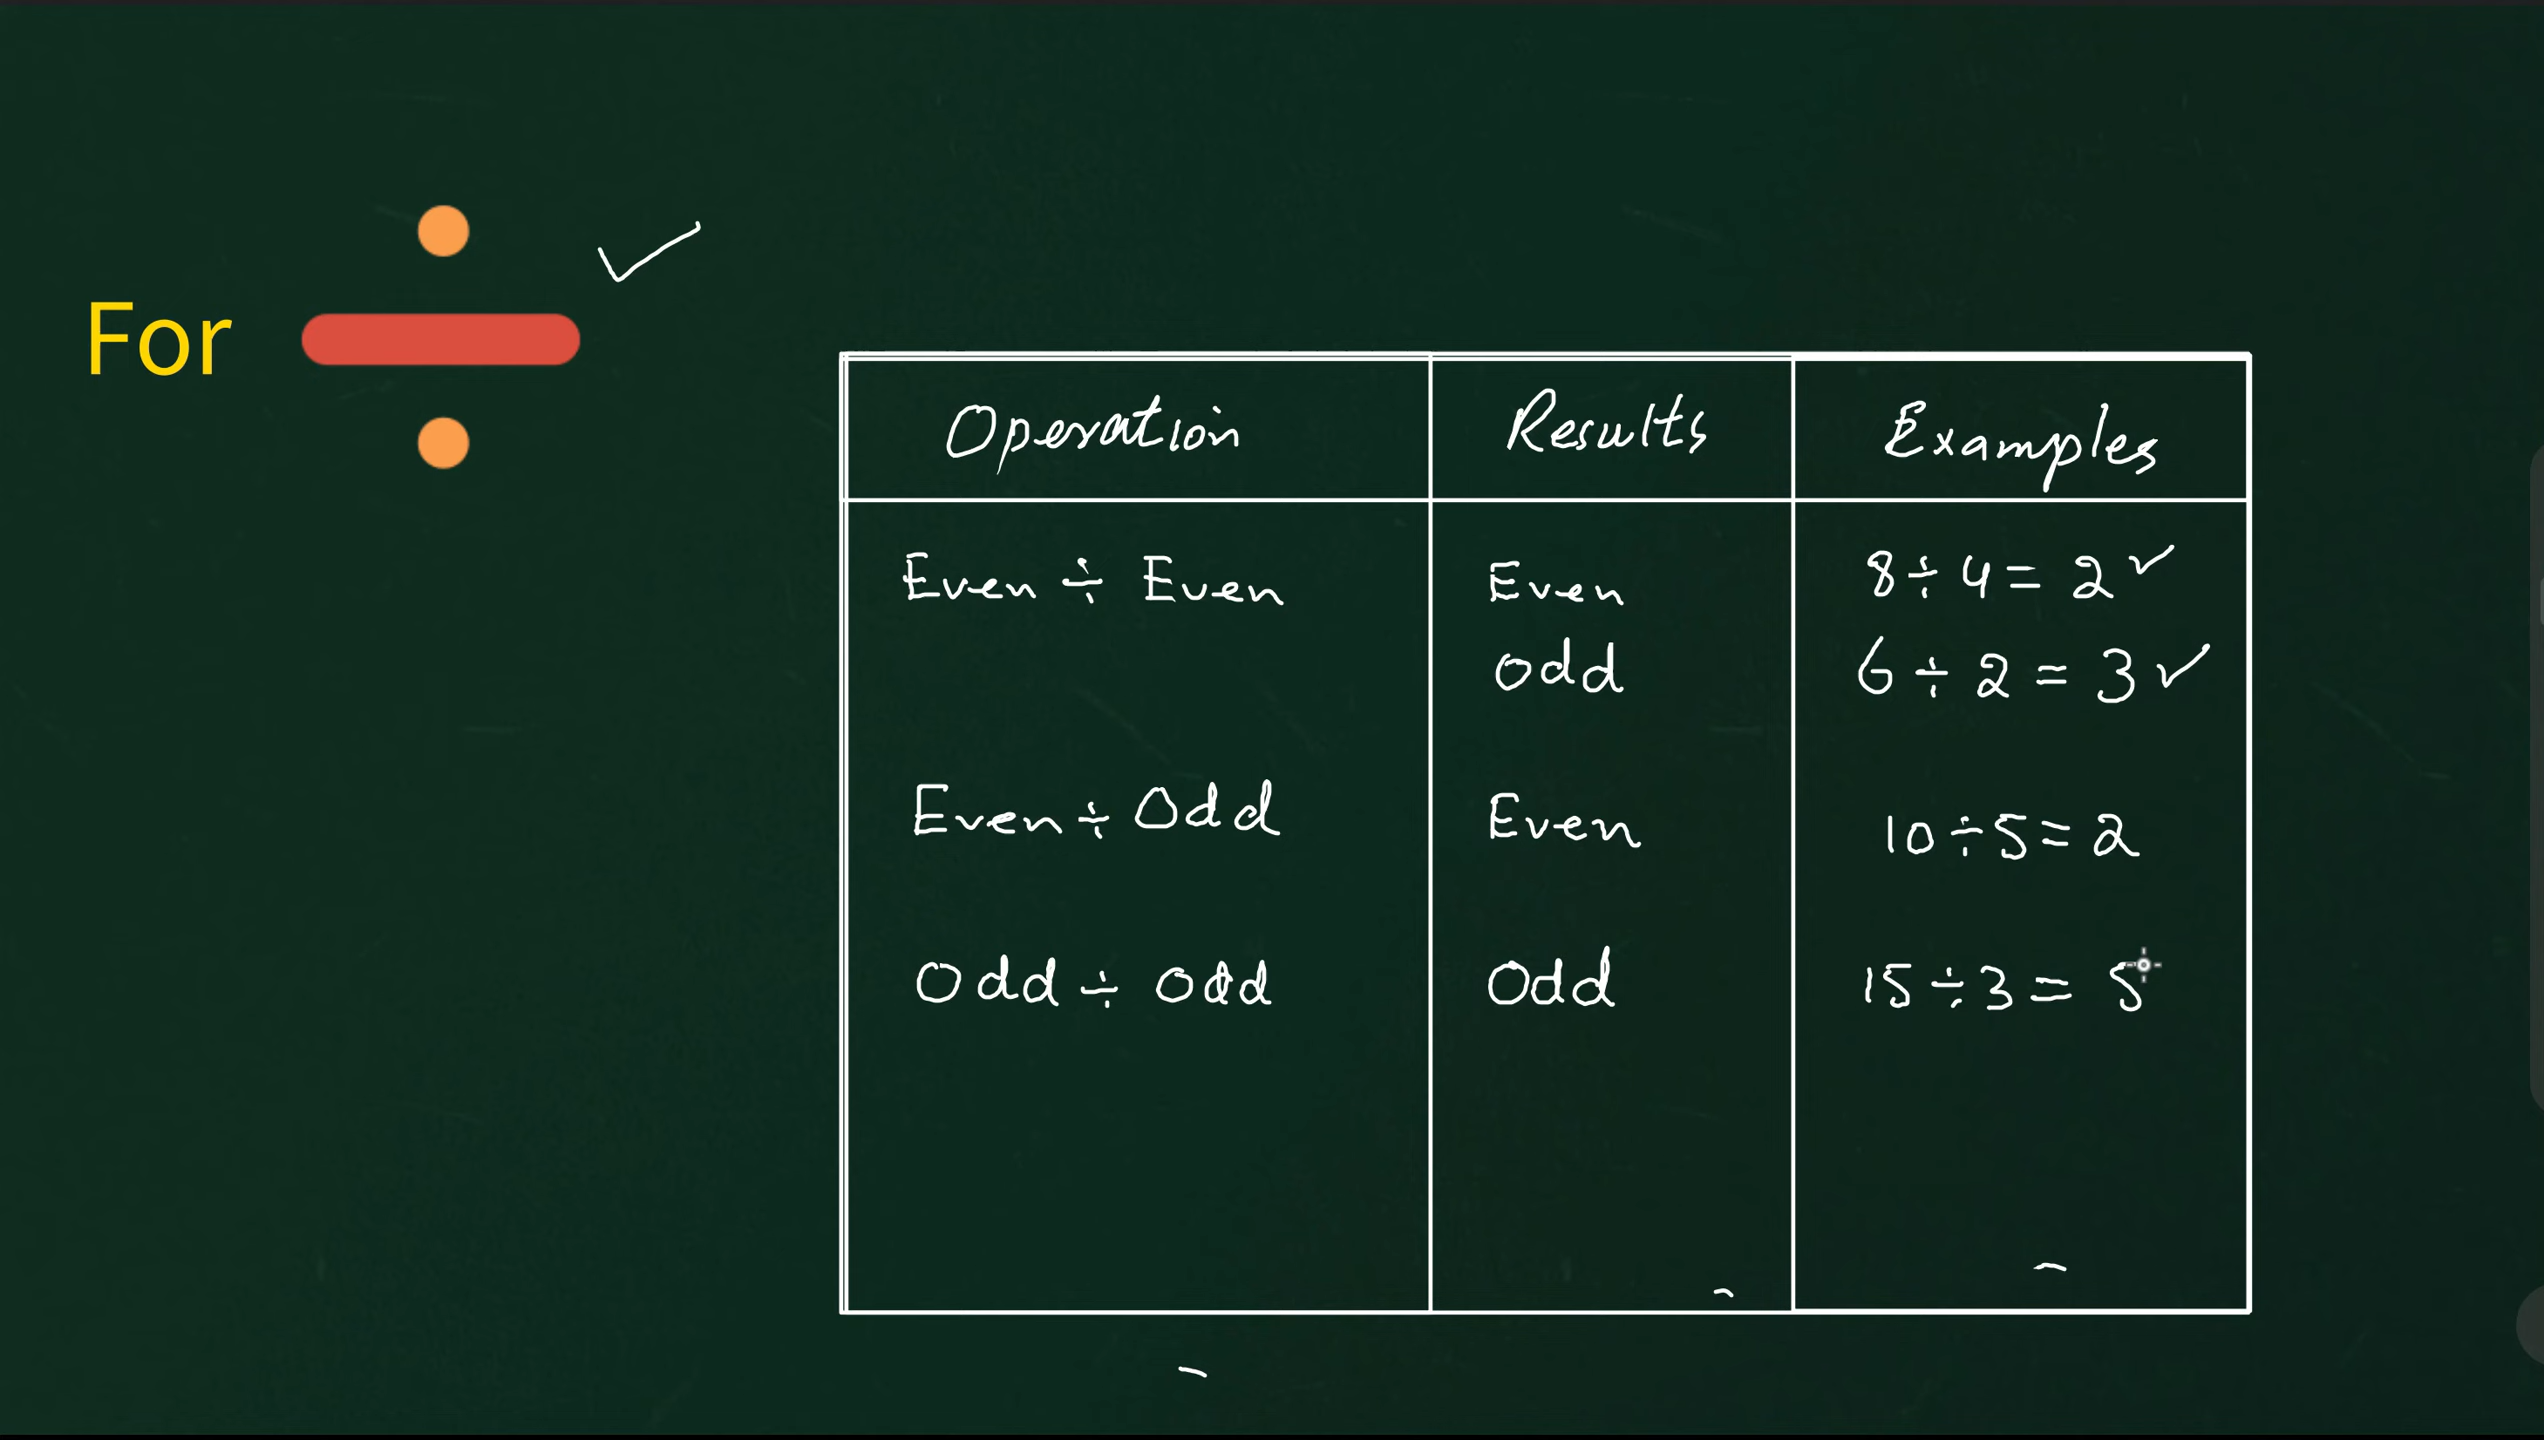 For ÷ ✓
Operation Results Examples
Even ÷ Even Even 8 ÷ 4 = 2 ✓
Odd 6 ÷ 2 = 3 ✓
Even ÷ Odd Even 10 ÷ 5 = 2
Odd ÷ Odd Odd 15 ÷ 3 = 5